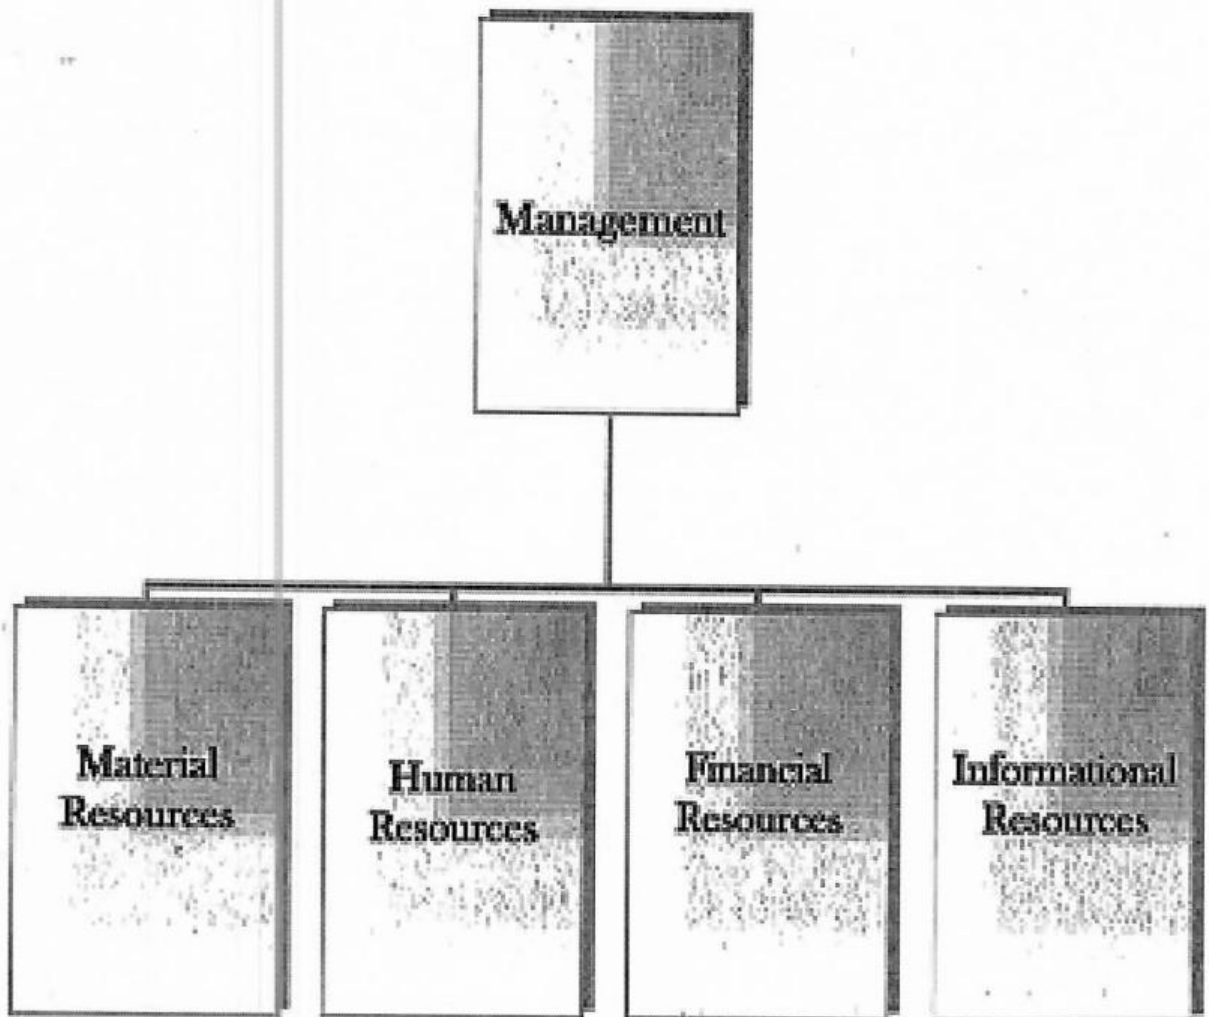 Management
Material
Resources
Human
Resources
Financial
Resources
Informational
Resources